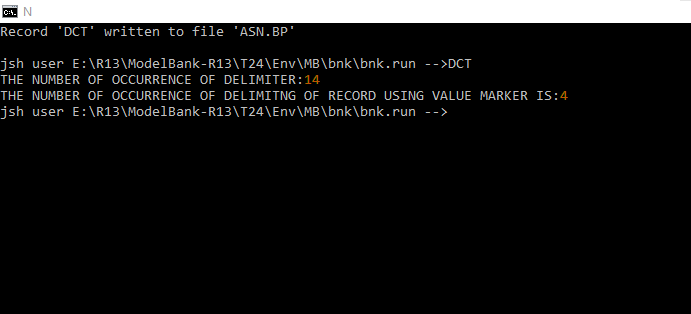 N
Record 'DCT' written to file 'ASN.BP'
jsh user E:\R13\ModelBank-R13\T24\Env\MB\bnk\bnk.run -->DCT
THE NUMBER OF OCCURRENCE OF DELIMITER:14
THE NUMBER OF OCCURRENCE OF DELIMITNG OF RECORD USING VALUE MARKER IS:4
jsh user E:\R13\ModelBank-R13\T24\Env\MB\bnk\bnk.run -->